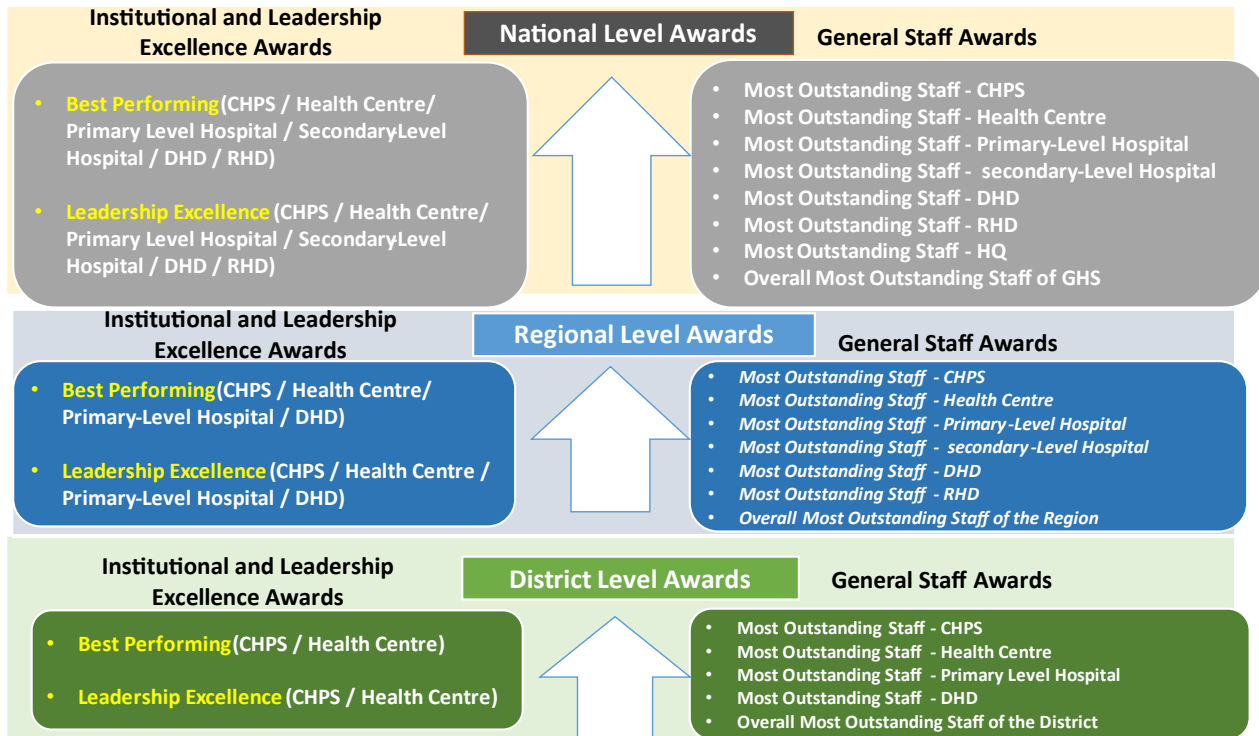 Institutional and Leadership
Excellence Awards
National Level Awards
General Staff Awards
• Best Performing (CHPS / Health Centre/
Primary Level Hospital / SecondaryLevel
Hospital / DHD / RHD)
• Leadership Excellence (CHPS / Health Centre/
Primary Level Hospital / SecondaryLevel
Hospital / DHD / RHD)
• Most Outstanding Staff - CHPS
• Most Outstanding Staff - Health Centre
• Most Outstanding Staff - Primary-Level Hospital
• Most Outstanding Staff - secondary-Level Hospital
• Most Outstanding Staff - DHD
• Most Outstanding Staff - RHD
• Most Outstanding Staff - HQ
• Overall Most Outstanding Staff of GHS
Institutional and Leadership
Excellence Awards
Regional Level Awards
General Staff Awards
• Best Performing (CHPS / Health Centre/
Primary-Level Hospital / DHD)
• Leadership Excellence (CHPS / Health Centre /
Primary-Level Hospital / DHD)
• Most Outstanding Staff - CHPS
• Most Outstanding Staff - Health Centre
• Most Outstanding Staff - Primary-Level Hospital
• Most Outstanding Staff - secondary-Level Hospital
• Most Outstanding Staff - DHD
• Most Outstanding Staff - RHD
• Overall Most Outstanding Staff of the Region
Institutional and Leadership
Excellence Awards
District Level Awards
General Staff Awards
• Best Performing (CHPS / Health Centre)
• Leadership Excellence (CHPS / Health Centre)
• Most Outstanding Staff - CHPS
• Most Outstanding Staff - Health Centre
• Most Outstanding Staff - Primary Level Hospital
• Most Outstanding Staff - DHD
• Overall Most Outstanding Staff of the District